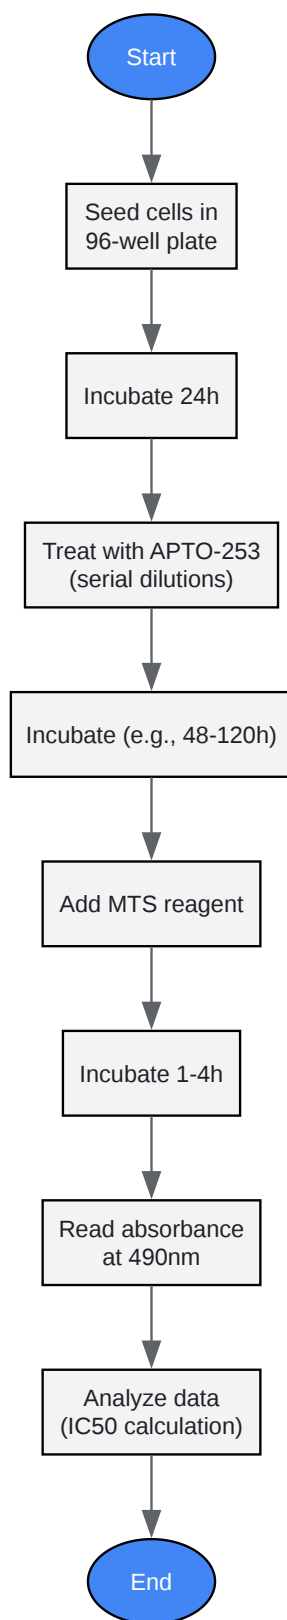 Start
Seed cells in
96-well plate
Incubate 24h
Treat with APTO-253
(serial dilutions)
Incubate (e.g., 48-120h)
Add MTS reagent
Incubate 1-4h
Read absorbance
at 490nm
Analyze data
(IC50 calculation)
End